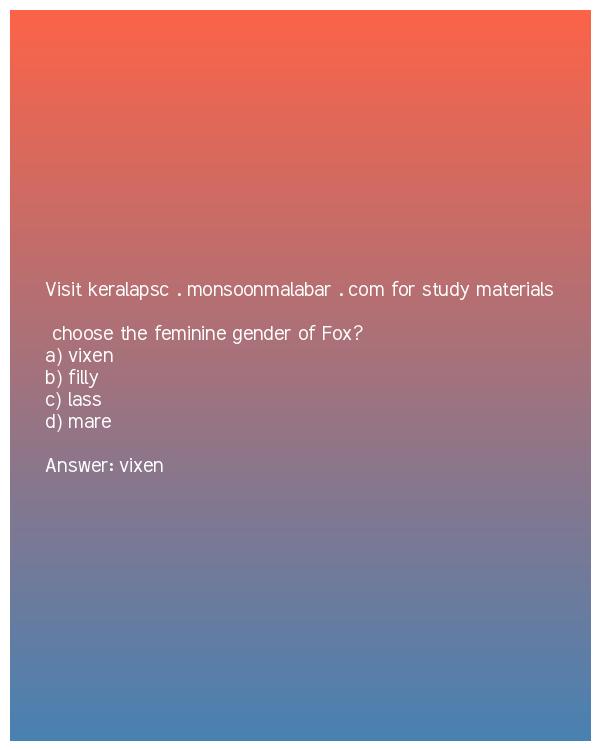 Visit keralapsc . monsoonmalabar . com for study materials
choose the feminine gender of Fox?
a) vixen
b) filly
c) lass
d) mare
Answer: vixen